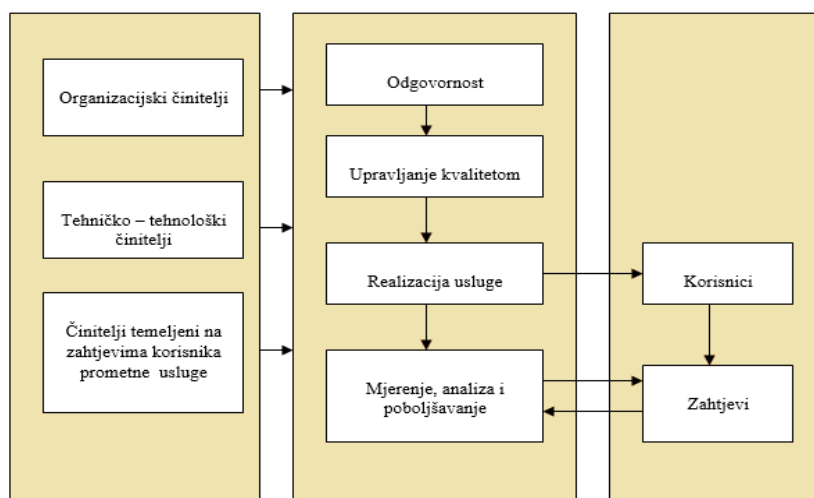 Organizacijski činitelji
Tehničko – tehnološki
činitelji
Činitelji temeljeni na
zahtjevima korisnika
prometne usluge
Odgovornost
Upravljanje kvalitetom
Realizacija usluge
Mjerenje, analiza i
poboljšavanje
Korisnici
Zahtjevi